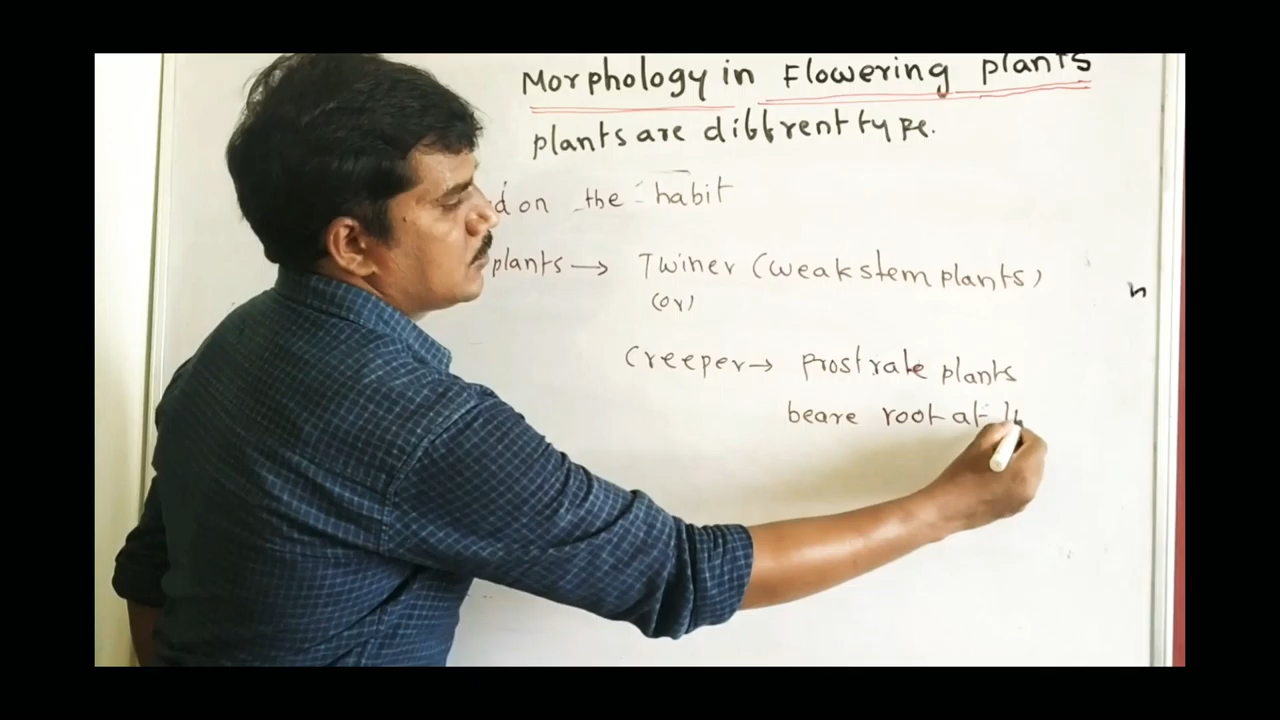 Morphology in Flowering plants
plants are diffrent type.
d on the habit
plants → Twiner (weak stem plants)
(or)
Creeper → prostrate plants
beare root at
n